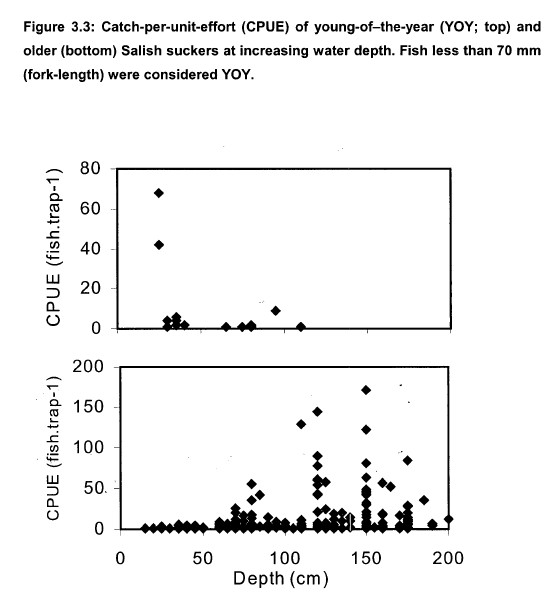 Figure 3.3: Catch-per-unit-effort (CPUE) of young-of–the-year (YOY; top) and
older (bottom) Salish suckers at increasing water depth. Fish less than 70 mm
(fork-length) were considered YOY.
80
60
40
20
0
CPUE (fish.trap-1)
200
150
100
50
0
CPUE (fish.trap-1)
0 50 100 150 200
Depth (cm)